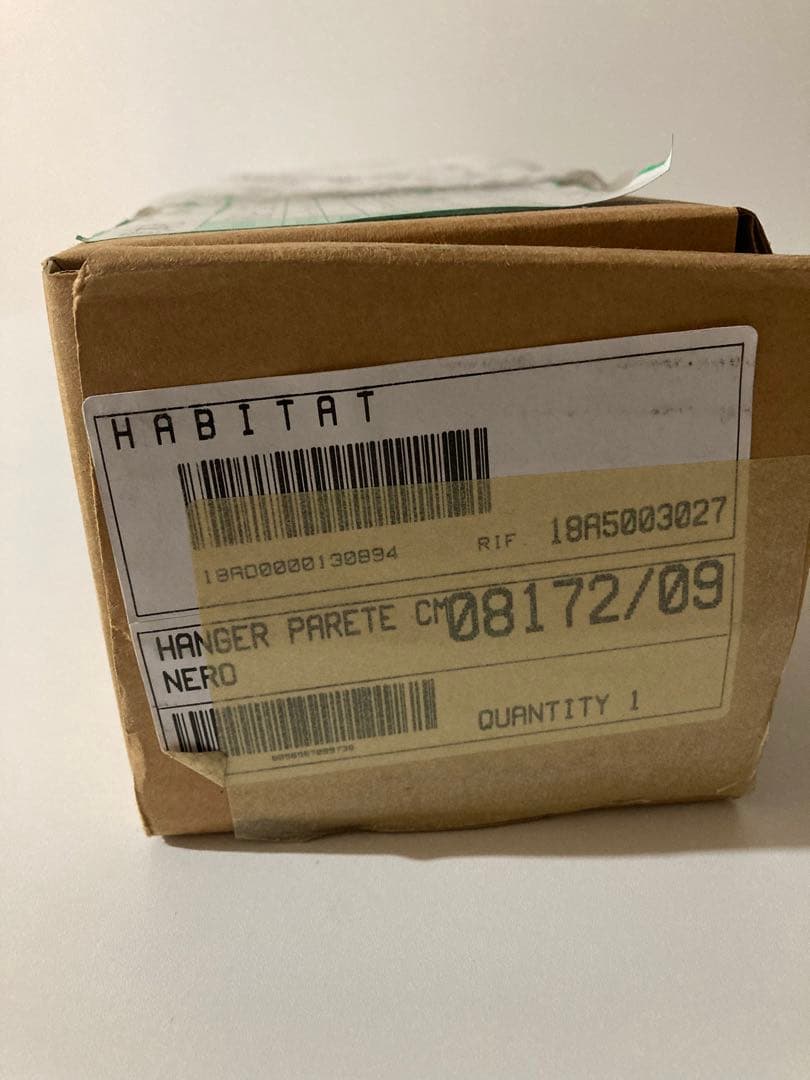 HABITAT
18AD0000130894 RIF 18A5003027
HANGER PARETE CM 08172/09
NERO
QUANTITY 1